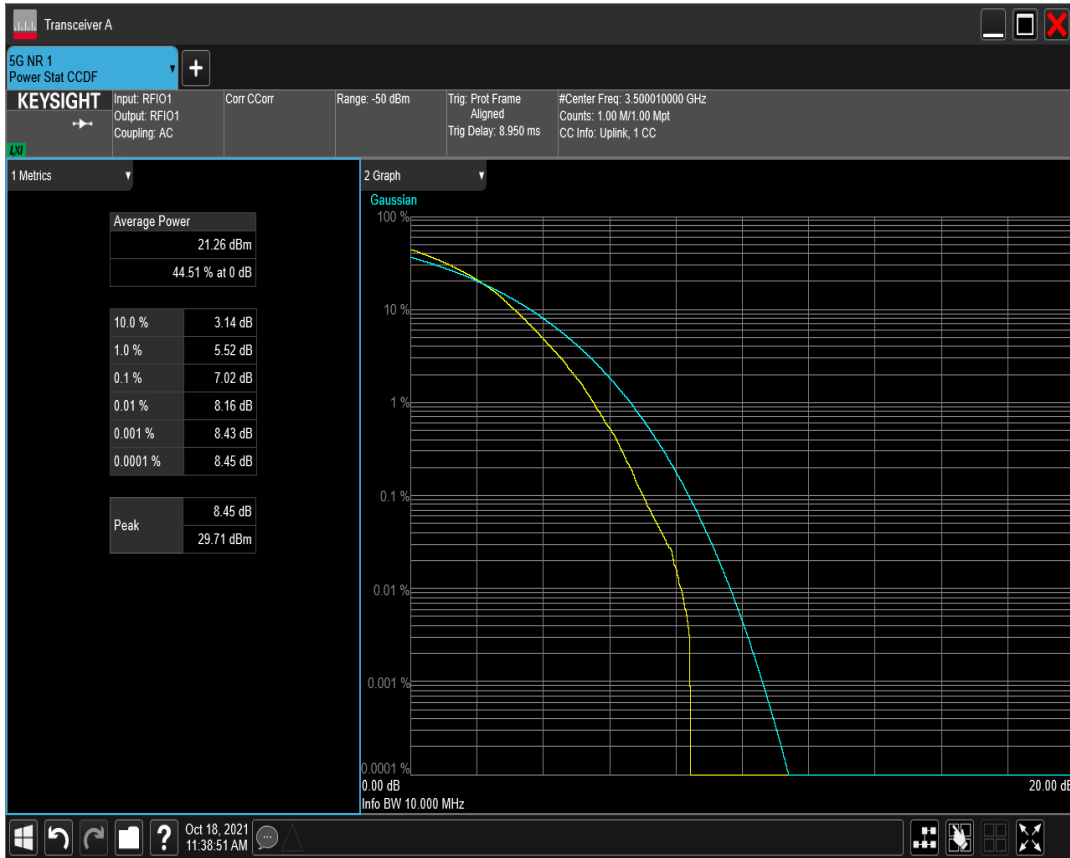 Transceiver A
5G NR 1
Power Stat CCDF
+
KEYSIGHT
LXI
Input: RFIO1
Output: RFIO1
Coupling: AC
Corr CCorr
Range: -50 dBm
Trig: Prot Frame
Aligned
Trig Delay: 8.950 ms
#Center Freq: 3.500010000 GHz
Counts: 1.00 M/1.00 Mpt
CC Info: Uplink, 1 CC
1 Metrics
Average Power
21.26 dBm
44.51 % at 0 dB
10.0 % 3.14 dB
1.0 % 5.52 dB
0.1 % 7.02 dB
0.01 % 8.16 dB
0.001 % 8.43 dB
0.0001 % 8.45 dB
Peak
8.45 dB
29.71 dBm
2 Graph
Gaussian
100 %
10 %
1 %
0.1 %
0.01 %
0.001 %
0.0001 %
0.00 dB 20.00 dB
Info BW 10.000 MHz
? Oct 18, 2021
11:38:51 AM